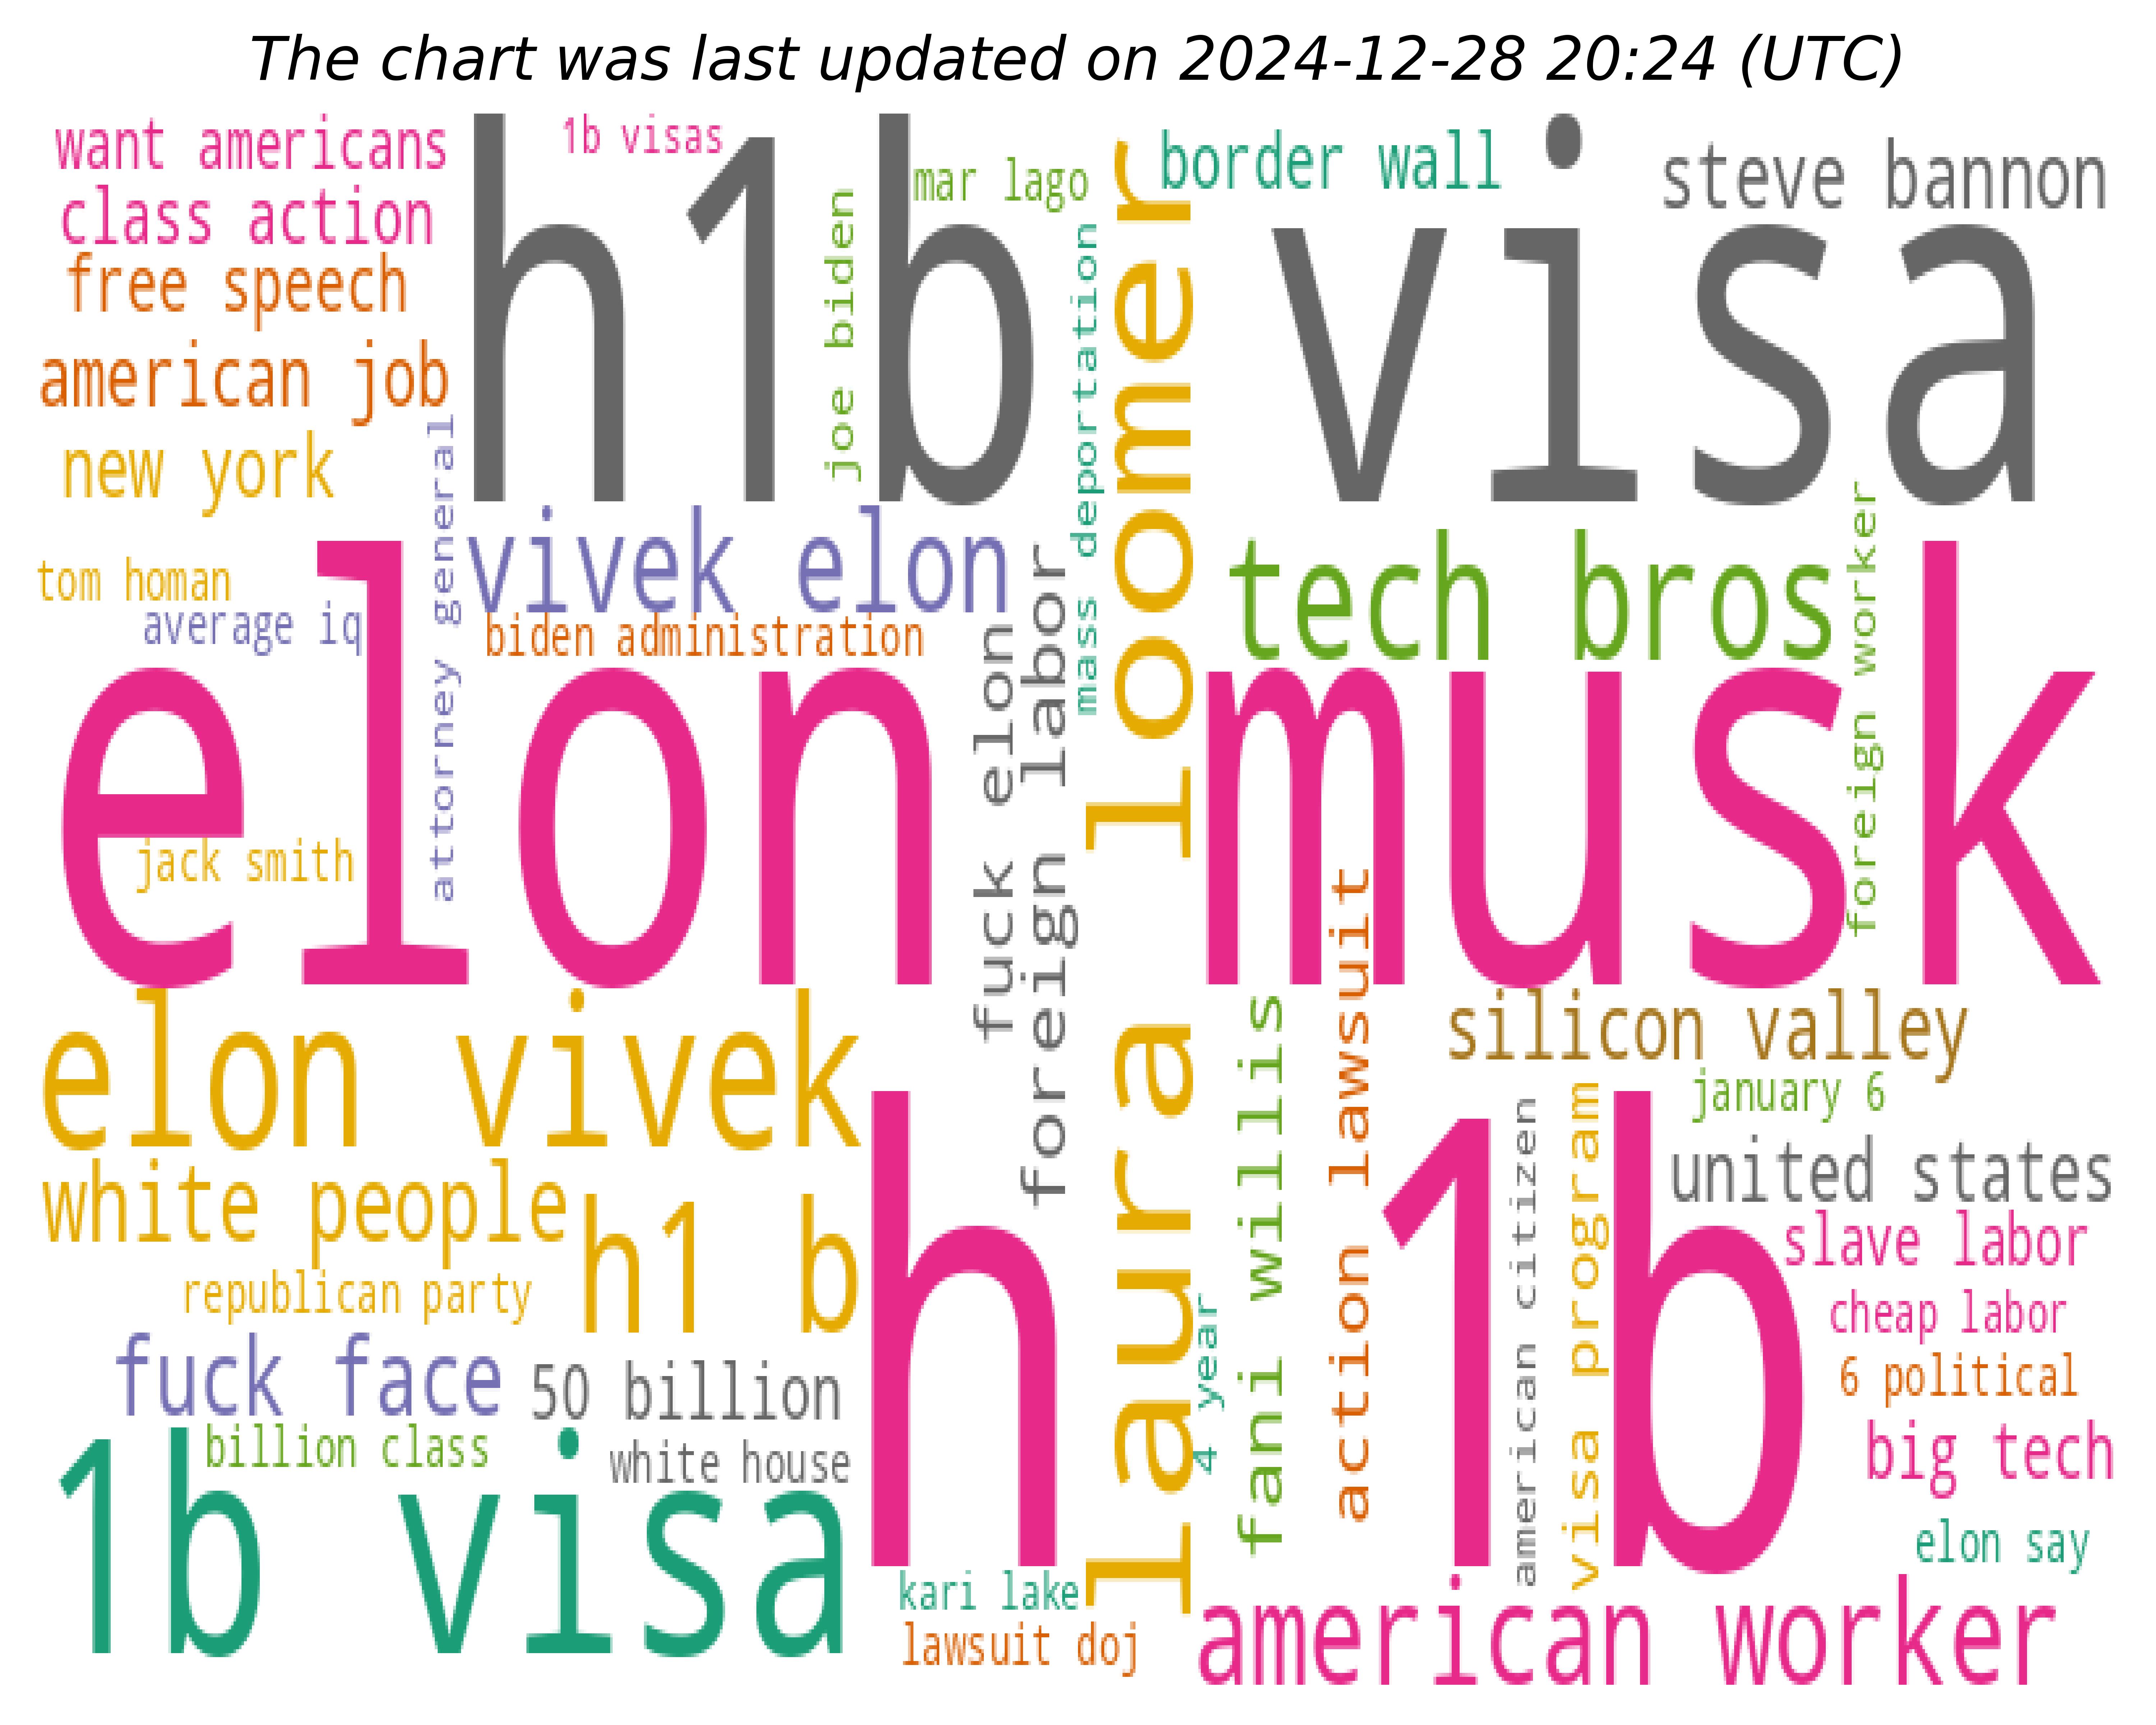 The chart was last updated on 2024-12-28 20:24 (UTC)
want americans
1b visas
h1b visa
mar lago
border wall
steve bannon
class action
joe biden
free speech
mass deportation
american job
new york
attorney general
vivek elon
tech bros
foreign worker
tom homan
average iq
biden administration
elon musk
fuck elon
foreign labor
laura loomer
jack smith
action lawsuit
elon vivek
silicon valley
january 6
fani willis
h 1b
american citizen
visa program
united states
white people
h1 b
slave labor
republican party
cheap labor
4 year
fuck face
50 billion
6 political
billion class
white house
big tech
1b visa
elon say
kari lake
lawsuit doj
american worker